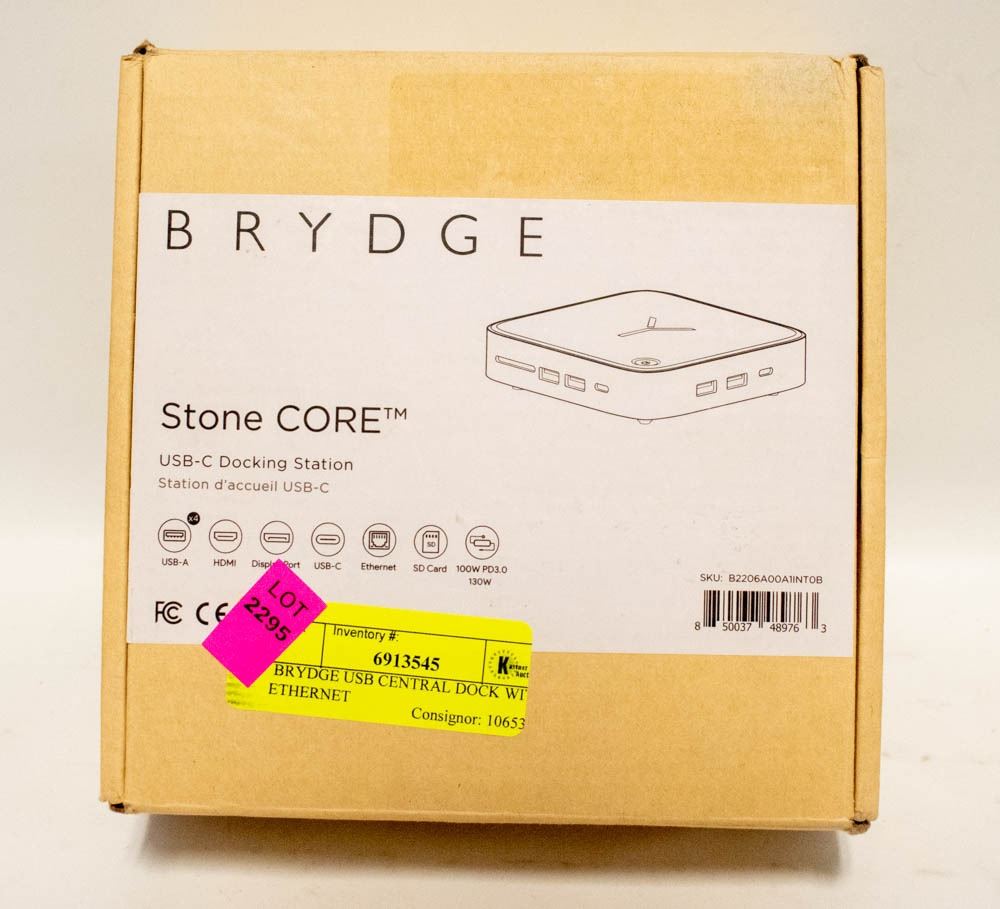 BRYDGE
Stone CORE™
USB-C Docking Station
Station d'accueil USB-C
x4
USB-A
HDMI
Port
USB-C
Ethernet
SD
SD Card
100W PD3.0
130W
SKU: B2206A00A1INT0B
8 50037 48976 3
FC CE
LOT
2295
Inventory #:
6913545
K
BRYDGE USB CENTRAL DOCK
ETHERNET
Consignor: 10653